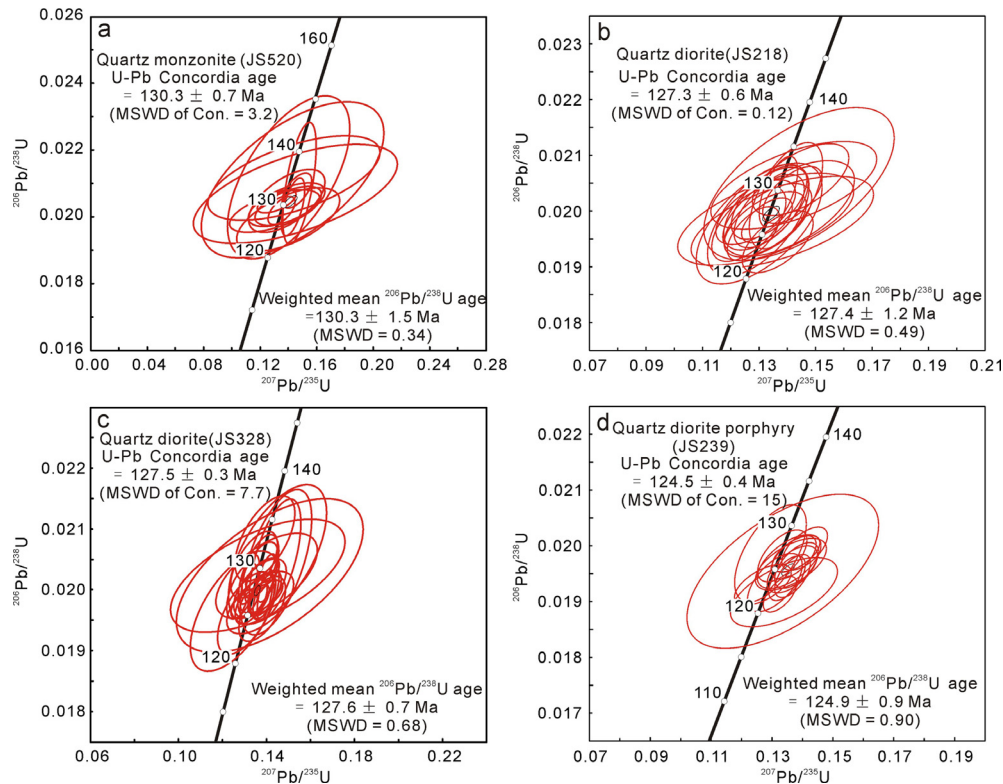 a
Quartz monzonite (JS520)
U-Pb Concordia age
= 130.3 ± 0.7 Ma
(MSWD of Con. = 3.2)
160
140
130
120
Weighted mean ²⁰⁶Pb/²³⁸U age
=130.3 ± 1.5 Ma
(MSWD = 0.34)
0.026
0.024
0.022
0.020
0.018
0.016
²⁰⁶Pb/²³⁸U
0.00
0.04
0.08
0.12
0.16
0.20
0.24
0.28
²⁰⁷Pb/²³⁵U
b
Quartz diorite(JS218)
U-Pb Concordia age
= 127.3 ± 0.6 Ma
(MSWD of Con. = 0.12)
140
130
120
Weighted mean ²⁰⁶Pb/²³⁸U age
= 127.4 ± 1.2 Ma
(MSWD = 0.49)
0.023
0.022
0.021
0.020
0.019
0.018
²⁰⁶Pb/²³⁸U
0.07
0.09
0.11
0.13
0.15
0.17
0.19
0.21
²⁰⁷Pb/²³⁵U
c
Quartz diorite(JS328)
U-Pb Concordia age
= 127.5 ± 0.3 Ma
(MSWD of Con. = 7.7)
140
130
120
Weighted mean ²⁰⁶Pb/²³⁸U age
= 127.6 ± 0.7 Ma
(MSWD = 0.68)
0.022
0.021
0.020
0.019
0.018
²⁰⁶Pb/²³⁸U
0.06
0.10
0.14
0.18
0.22
²⁰⁷Pb/²³⁵U
d
Quartz diorite porphyry
(JS239)
U-Pb Concordia age
= 124.5 ± 0.4 Ma
(MSWD of Con. = 15)
140
130
120
110
Weighted mean ²⁰⁶Pb/²³⁸U age
= 124.9 ± 0.9 Ma
(MSWD = 0.90)
0.022
0.021
0.020
0.019
0.018
0.017
²⁰⁶Pb/²³⁸U
0.07
0.09
0.11
0.13
0.15
0.17
0.19
²⁰⁷Pb/²³⁵U